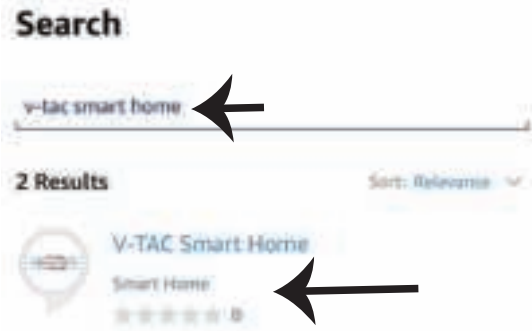 Search
v-tac smart home
2 Results
Sort: Relevance
V-TAC Smart Home
Smart Home
0